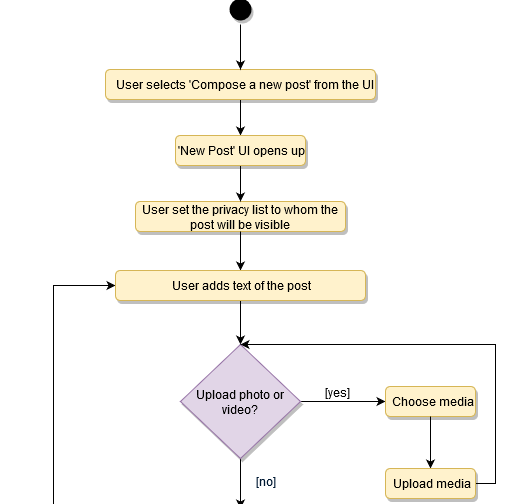 User selects 'Compose a new post' from the UI
'New Post' UI opens up
User set the privacy list to whom the
post will be visible
User adds text of the post
Upload photo or
video?
[yes]
Choose media
Upload media
[no]